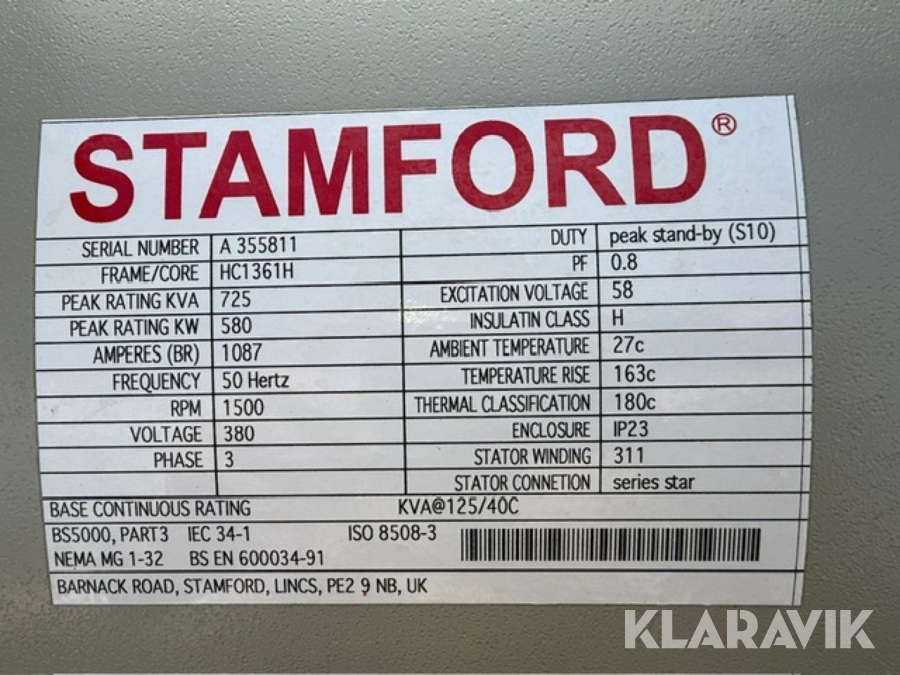 STAMFORD®
SERIAL NUMBER A 355811 DUTY peak stand-by (S10)
FRAME/CORE HC1361H PF 0.8
PEAK RATING KVA 725 EXCITATION VOLTAGE 58
PEAK RATING KW 580 INSULATIN CLASS H
AMPERES (BR) 1087 AMBIENT TEMPERATURE 27c
FREQUENCY 50 Hertz TEMPERATURE RISE 163c
RPM 1500 THERMAL CLASSIFICATION 180c
VOLTAGE 380 ENCLOSURE IP23
PHASE 3 STATOR WINDING 311
STATOR CONNETION series star
BASE CONTINUOUS RATING KVA@125/40C
BS5000, PART3 IEC 34-1 ISO 8508-3
NEMA MG 1-32 BS EN 600034-91
BARNACK ROAD, STAMFORD, LINCS, PE2 9 NB, UK
KLARAVIK